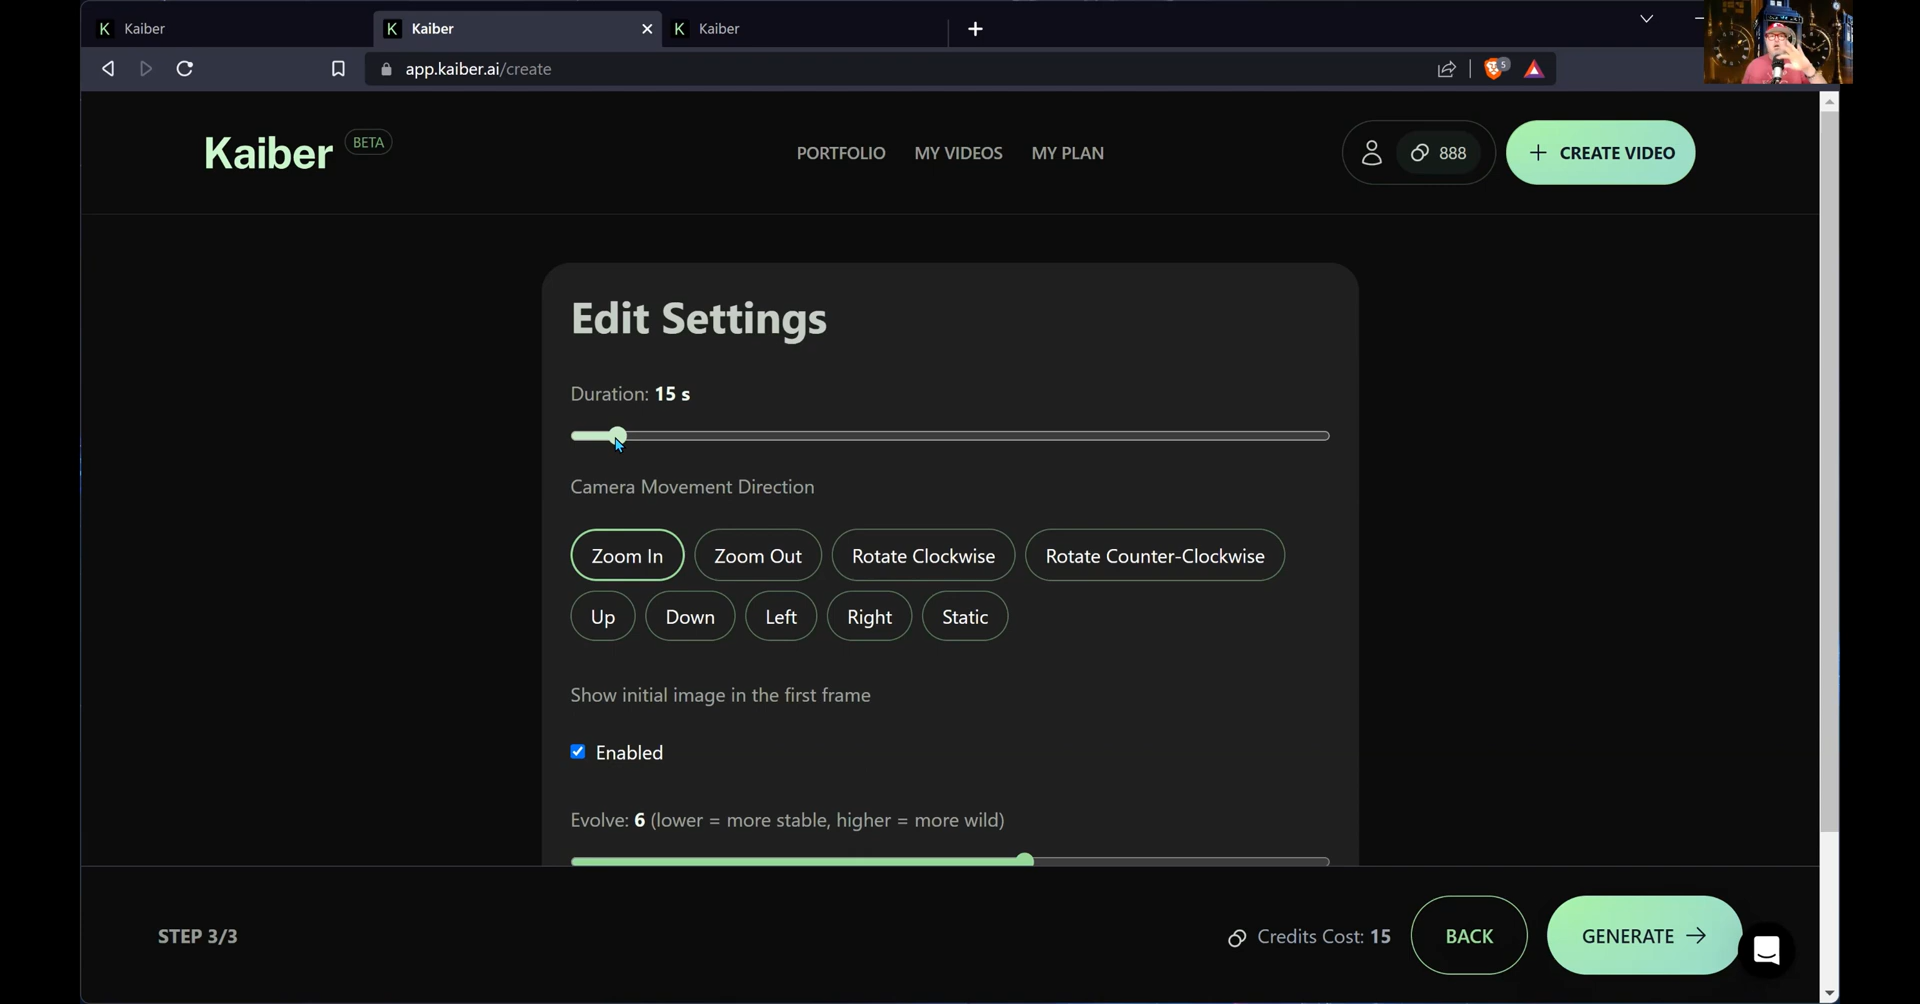 K Kaiber
K Kaiber
K Kaiber
app.kaiber.ai/create
5
Kaiber BETA
PORTFOLIO MY VIDEOS MY PLAN
888
+ CREATE VIDEO
Edit Settings
Duration: 15 s
Camera Movement Direction
Zoom In Zoom Out Rotate Clockwise Rotate Counter-Clockwise
Up Down Left Right Static
Show initial image in the first frame
Enabled
Evolve: 6 (lower = more stable, higher = more wild)
STEP 3/3
Credits Cost: 15
BACK
GENERATE →